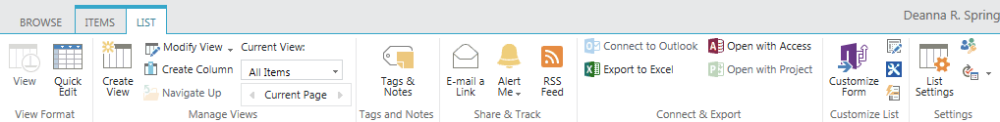 BROWSE ITEMS LIST Deanna R. Spring
View
Quick
Edit
View Format
Create
View
Modify View
Create Column
Navigate Up
Current View:
All Items
Current Page
Manage Views
Tags &
Notes
Tags and Notes
E-mail a
Link
Alert
Me
RSS
Feed
Share & Track
Connect to Outlook
Export to Excel
Open with Access
Open with Project
Connect & Export
Customize
Form
Customize List
List
Settings
Settings